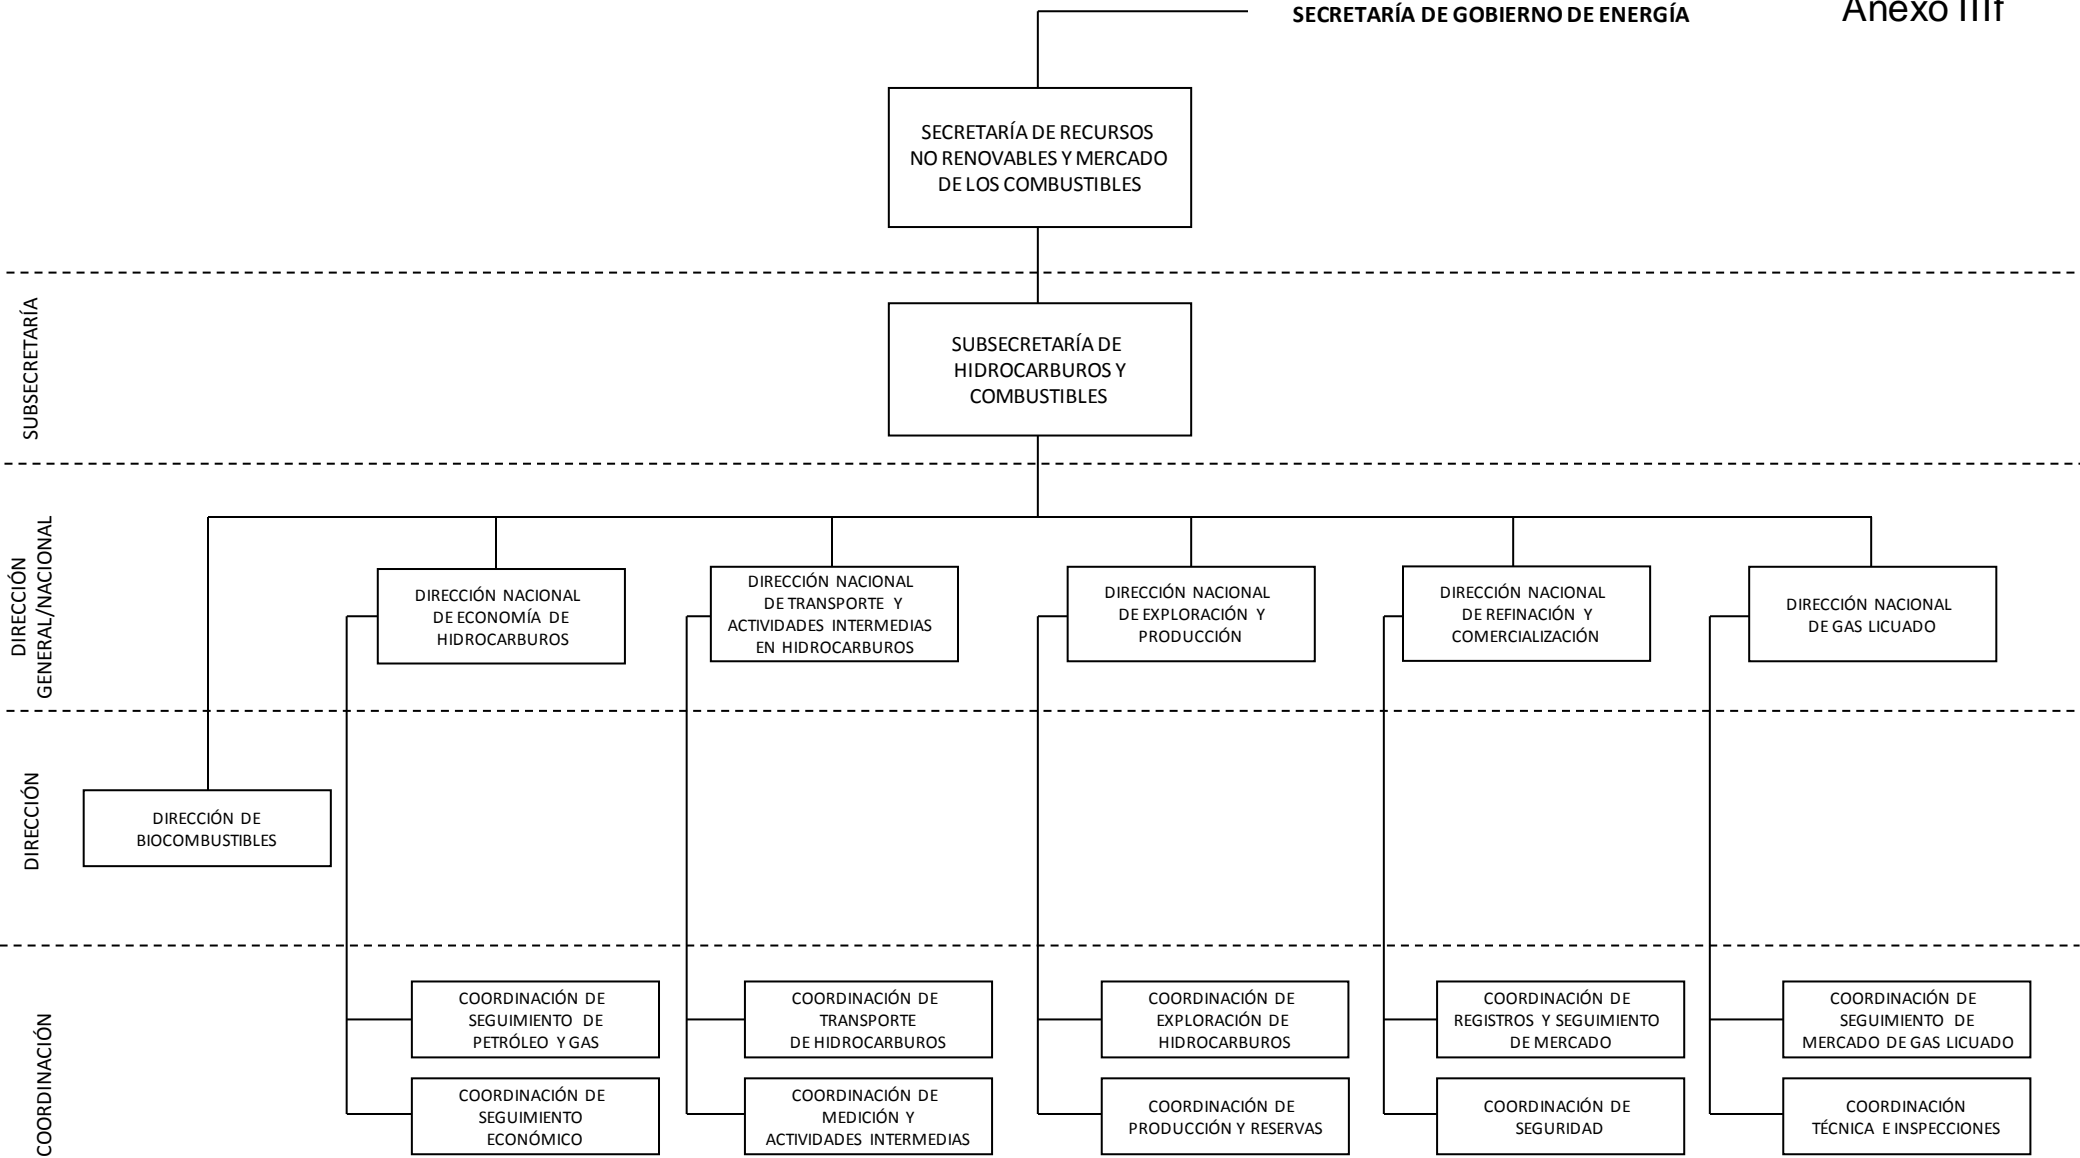 SECRETARÍA DE GOBIERNO DE ENERGÍA
Anexo IIIf
SECRETARÍA DE RECURSOS
NO RENOVABLES Y MERCADO
DE LOS COMBUSTIBLES
SUBSECRETARÍA
SUBSECRETARÍA DE
HIDROCARBUROS Y
COMBUSTIBLES
DIRECCIÓN
GENERAL/NACIONAL
DIRECCIÓN NACIONAL
DE ECONOMÍA DE
HIDROCARBUROS
DIRECCIÓN NACIONAL
DE TRANSPORTE Y
ACTIVIDADES INTERMEDIAS
EN HIDROCARBUROS
DIRECCIÓN NACIONAL
DE EXPLORACIÓN Y
PRODUCCIÓN
DIRECCIÓN NACIONAL
DE REFINACIÓN Y
COMERCIALIZACIÓN
DIRECCIÓN NACIONAL
DE GAS LICUADO
DIRECCIÓN
DIRECCIÓN DE
BIOCOMBUSTIBLES
COORDINACIÓN
COORDINACIÓN DE
SEGUIMIENTO DE
PETRÓLEO Y GAS
COORDINACIÓN DE
TRANSPORTE
DE HIDROCARBUROS
COORDINACIÓN DE
EXPLORACIÓN DE
HIDROCARBUROS
COORDINACIÓN DE
REGISTROS Y SEGUIMIENTO
DE MERCADO
COORDINACIÓN DE
SEGUIMIENTO DE
MERCADO DE GAS LICUADO
COORDINACIÓN DE
SEGUIMIENTO
ECONÓMICO
COORDINACIÓN DE
MEDICIÓN Y
ACTIVIDADES INTERMEDIAS
COORDINACIÓN DE
PRODUCCIÓN Y RESERVAS
COORDINACIÓN DE
SEGURIDAD
COORDINACIÓN
TÉCNICA E INSPECCIONES